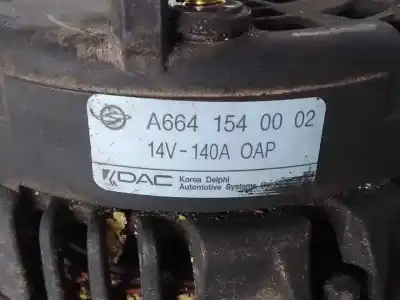 A664 154 00 02
14V-140A OAP
KDAC Korea Delphi
Automotive Systems